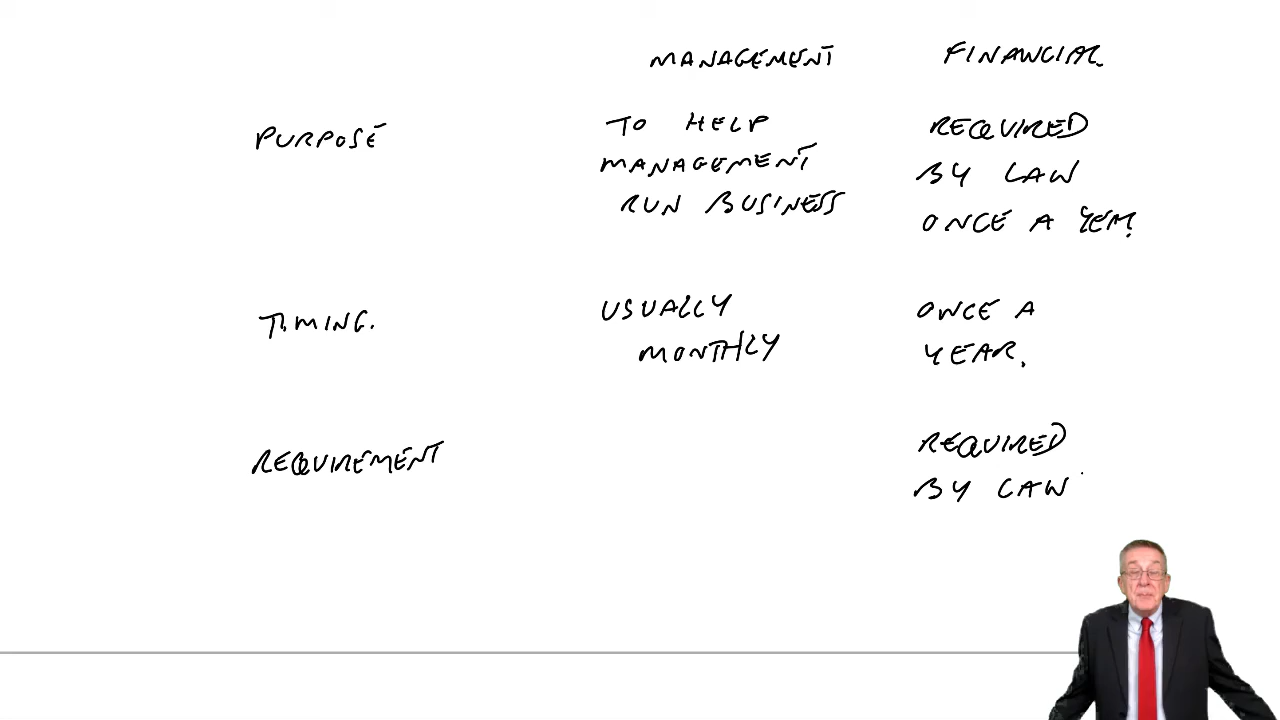 MANAGEMENT FINANCIAL.
PURPOSE TO HELP REQUIRED
MANAGEMENT BY LAW
RUN BUSINESS ONCE A YEAR.
TIMING. USUALLY ONCE A
MONTHLY YEAR.
REQUIREMENT REQUIRED
BY LAW